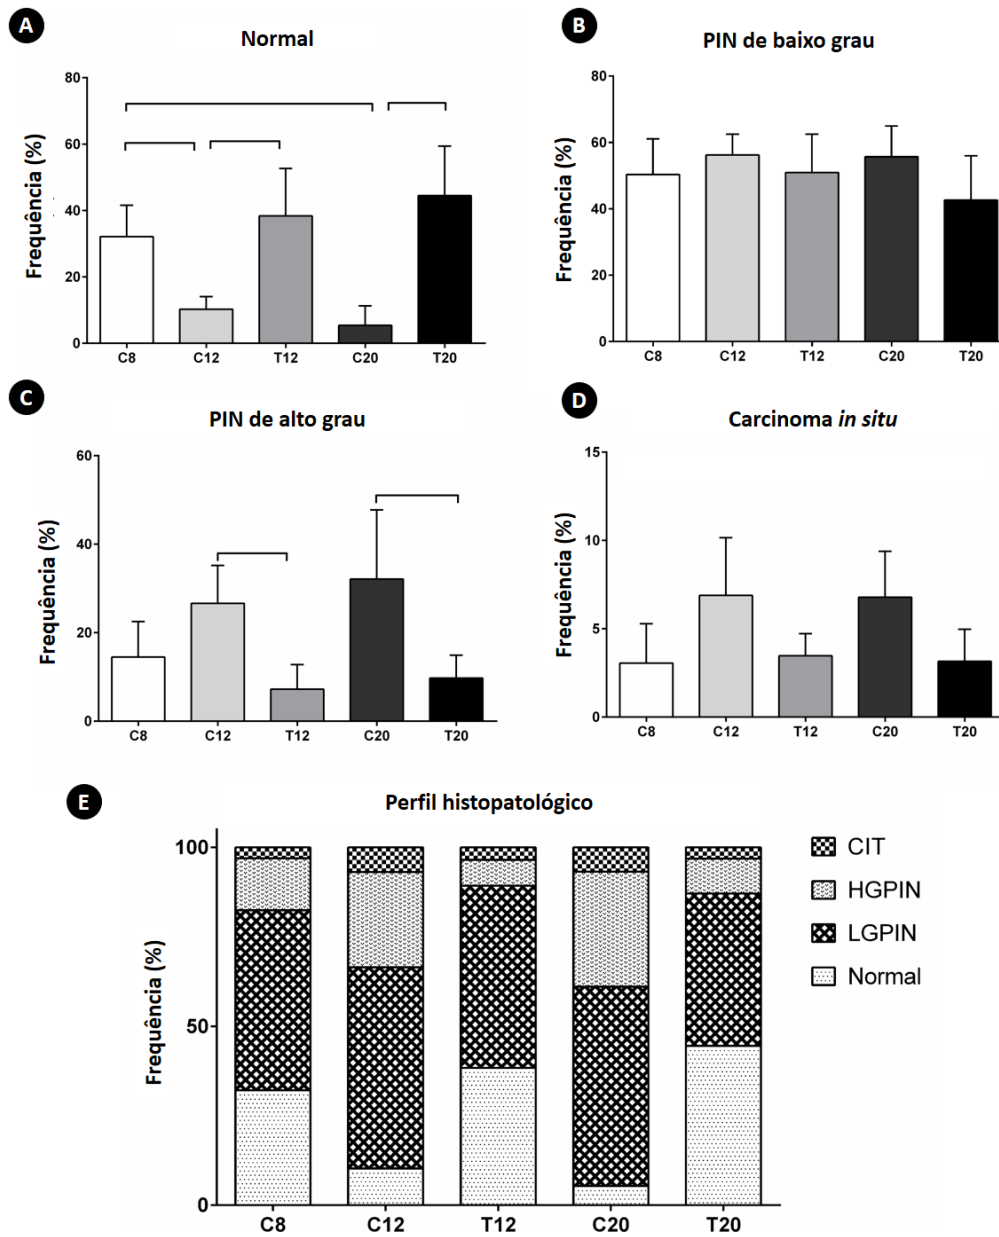 A
Normal
Frequência (%)
80
60
40
20
0
C8 C12 T12 C20 T20
B
PIN de baixo grau
Frequência (%)
80
60
40
20
0
C8 C12 T12 C20 T20
C
PIN de alto grau
Frequência (%)
60
40
20
0
C8 C12 T12 C20 T20
D
Carcinoma in situ
Frequência (%)
15
10
5
0
C8 C12 T12 C20 T20
E
Perfil histopatológico
Frequência (%)
100
50
0
C8 C12 T12 C20 T20
CIT
HGPIN
LGPIN
Normal